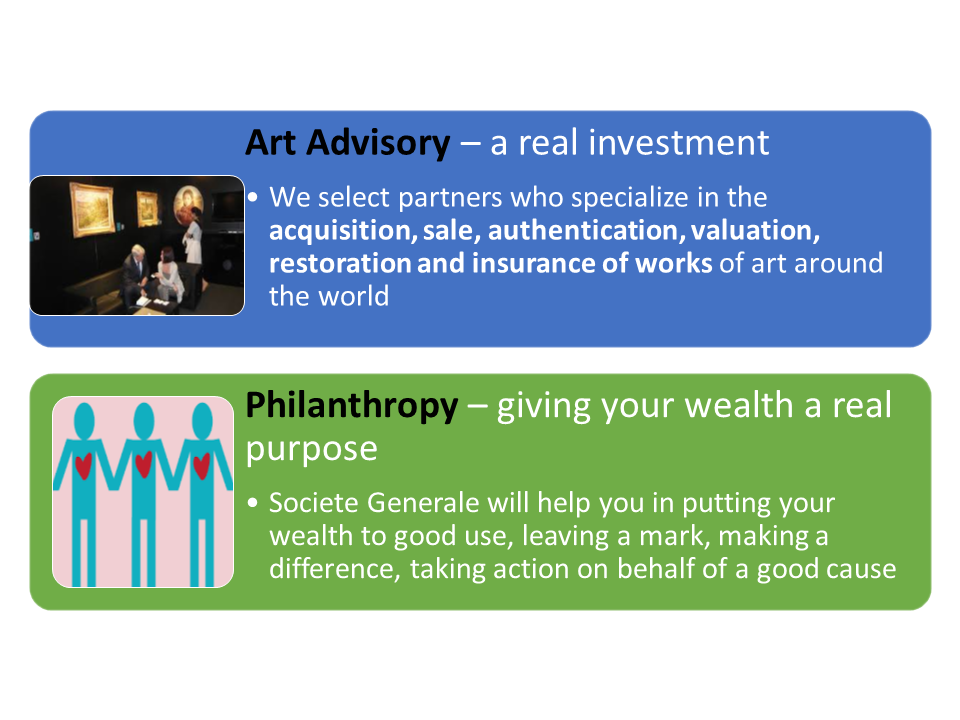 Art Advisory – a real investment
• We select partners who specialize in the
acquisition, sale, authentication, valuation,
restoration and insurance of works of art around
the world
Philanthropy – giving your wealth a real
purpose
• Societe Generale will help you in putting your
wealth to good use, leaving a mark, making a
difference, taking action on behalf of a good cause